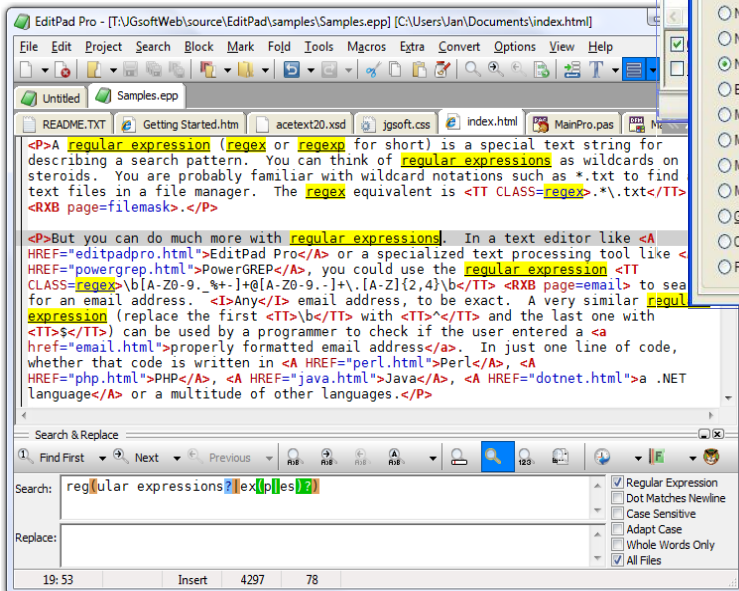 EditPad Pro - [T:\JGsoftWeb\source\EditPad\samples\Samples.epp] [C:\Users\Jan\Documents\index.html]
File Edit Project Search Block Mark Fold Tools Macros Extra Convert Options View Help
Untitled Samples.epp
README.TXT Getting Started.htm acetext20.xsd jgsoft.css index.html MainPro.pas
<P>A regular expression (regex or regexp for short) is a special text string for
describing a search pattern. You can think of regular expressions as wildcards on
steroids. You are probably familiar with wildcard notations such as *.txt to find
text files in a file manager. The regex equivalent is <TT CLASS=regex>.*\.txt</TT>
<RXB page=filemask>.</P>
<P>But you can do much more with regular expressions. In a text editor like <A
HREF="editpadpro.html">EditPad Pro</A> or a specialized text processing tool like <
HREF="powergrep.html">PowerGREP</A>, you could use the regular expression <TT
CLASS=regex>\b[A-Z0-9._%+-]+@[A-Z0-9.-]+\.[A-Z]{2,4}\b</TT> <RXB page=email> to sea
for an email address. <I>Any</I> email address, to be exact. A very similar regul
expression (replace the first <TT>\b</TT> with <TT>^</TT> and the last one with
<TT>$</TT>) can be used by a programmer to check if the user entered a <a
href="email.html">properly formatted email address</a>. In just one line of code,
whether that code is written in <A HREF="perl.html">Perl</A>, <A
HREF="php.html">PHP</A>, <A HREF="java.html">Java</A>, <A HREF="dotnet.html">a .NET
language</A> or a multitude of other languages.</P>
Search & Replace
Find First Next Previous
Search: reg(ular expressions?|ex(p|es)?)
Regular Expression
Dot Matches Newline
Case Sensitive
Replace:
Adapt Case
Whole Words Only
All Files
19: 53 Insert 4297 78